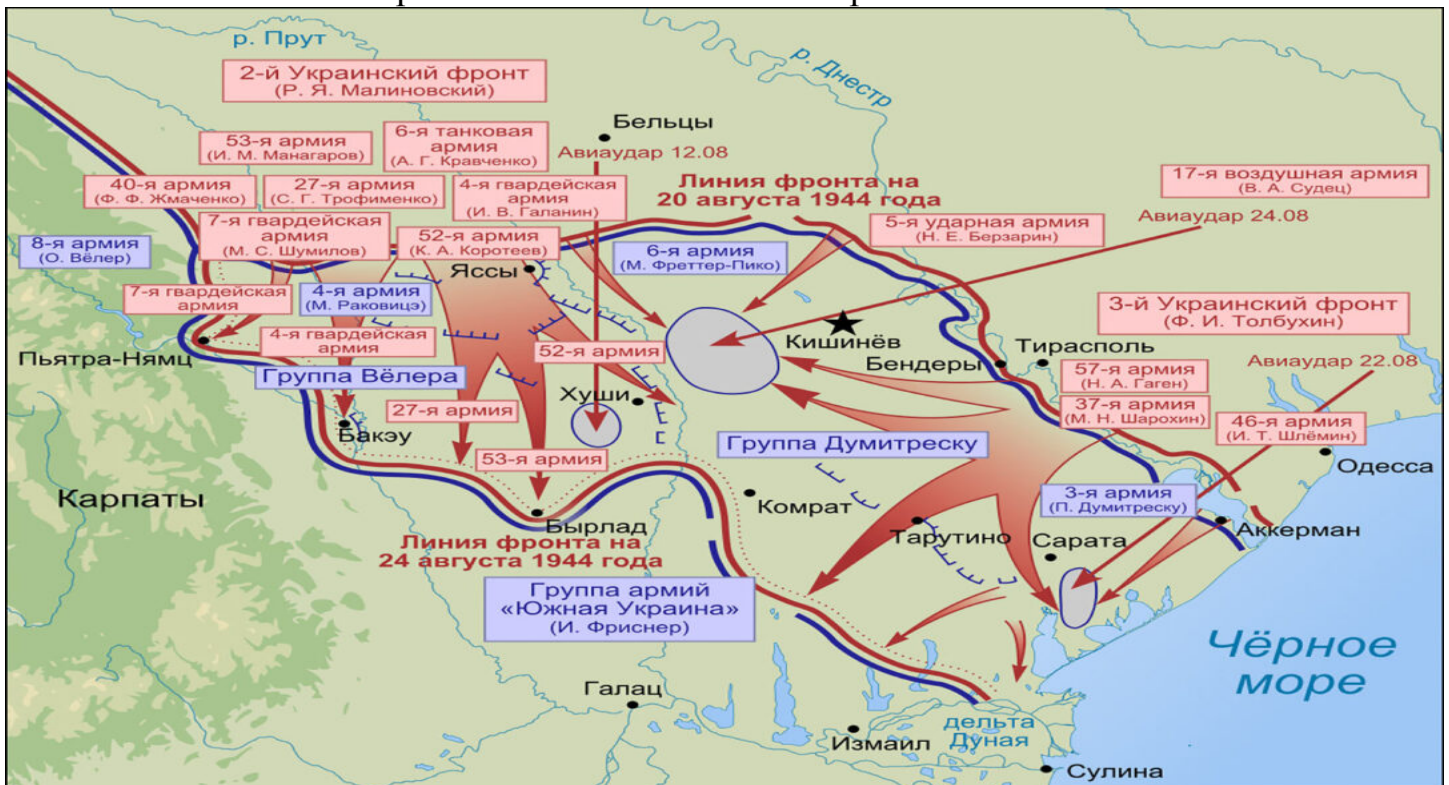 р. Прут
2-й Украинский фронт
(Р. Я. Малиновский)
р. Днестр
53-я армия
(И. М. Манагаров)
6-я танковая
армия
(А. Г. Кравченко)
Бельцы
Авиаудар 12.08
40-я армия
(Ф. Ф. Жмаченко)
27-я армия
(С. Г. Трофименко)
4-я гвардейская
армия
(И. В. Галанин)
Линия фронта на
20 августа 1944 года
17-я воздушная армия
(В. А. Судец)
Авиаудар 24.08
8-я армия
(О. Вёлер)
7-я гвардейская
армия
(М. С. Шумилов)
52-я армия
(К. А. Коротеев)
6-я армия
(М. Фреттер-Пико)
5-я ударная армия
(Н. Е. Берзарин)
Яссы
7-я гвардейская
армия
4-я армия
(М. Раковицэ)
3-й Украинский фронт
(Ф. И. Толбухин)
Пьятра-Нямц
4-я гвардейская
армия
52-я армия
Кишинёв
Бендеры
Тирасполь
Авиаудар 22.08
Группа Вёлера
Хуши
57-я армия
(Н. А. Гаген)
27-я армия
37-я армия
(М. Н. Шарохин)
46-я армия
(И. Т. Шлёмин)
Бакэу
53-я армия
Группа Думитреску
Одесса
Карпаты
Комрат
3-я армия
(П. Думитреску)
Бырлад
Тарутино
Сарата
Аккерман
Линия фронта на
24 августа 1944 года
Группа армий
«Южная Украина»
(И. Фриснер)
Чёрное
море
Галац
Измаил
дельта
Дуная
Сулина